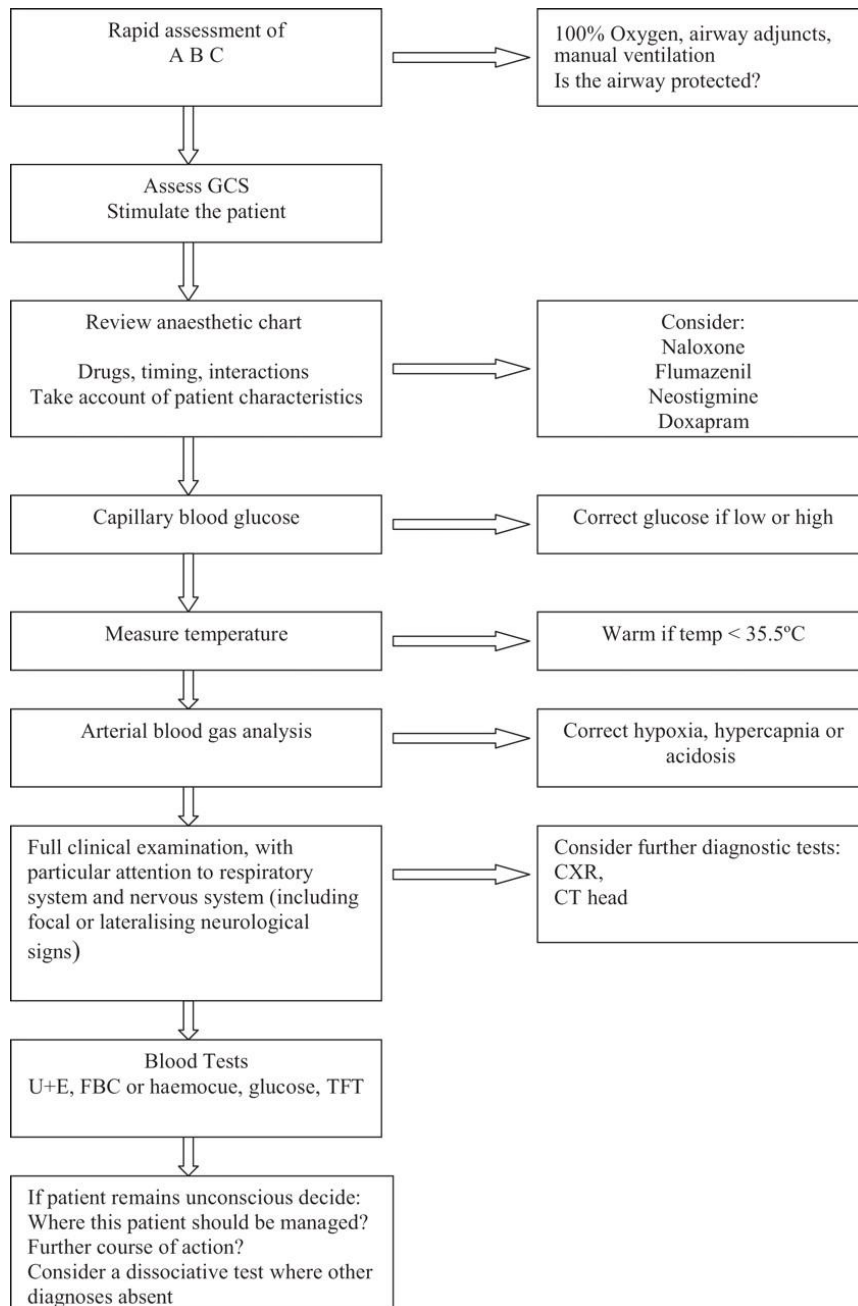 Rapid assessment of
A B C
100% Oxygen, airway adjuncts,
manual ventilation
Is the airway protected?
Assess GCS
Stimulate the patient
Review anaesthetic chart
Drugs, timing, interactions
Take account of patient characteristics
Consider:
Naloxone
Flumazenil
Neostigmine
Doxapram
Capillary blood glucose
Correct glucose if low or high
Measure temperature
Warm if temp < 35.5ºC
Arterial blood gas analysis
Correct hypoxia, hypercapnia or
acidosis
Full clinical examination, with
particular attention to respiratory
system and nervous system (including
focal or lateralising neurological
signs)
Consider further diagnostic tests:
CXR,
CT head
Blood Tests
U+E, FBC or haemocue, glucose, TFT
If patient remains unconscious decide:
Where this patient should be managed?
Further course of action?
Consider a dissociative test where other
diagnoses absent